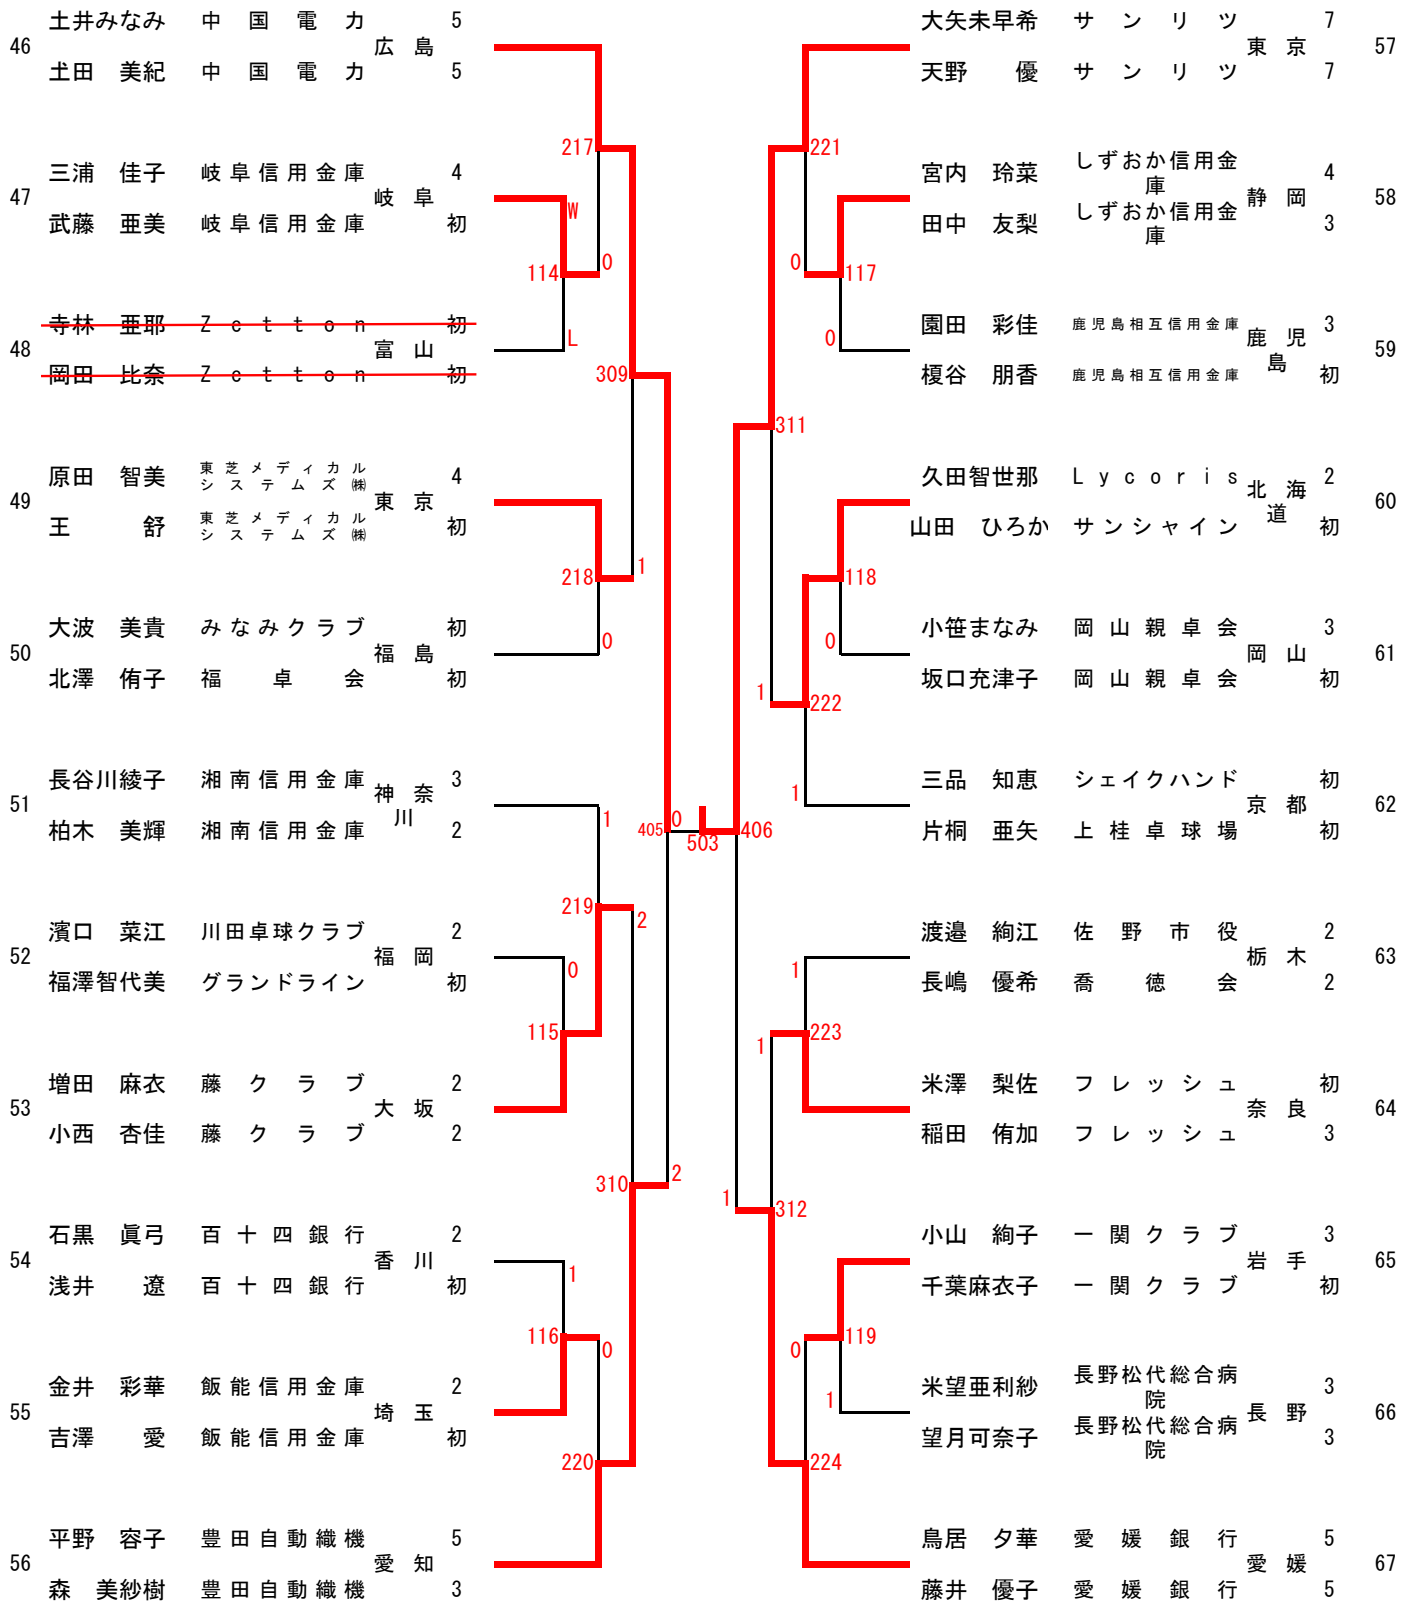 土井みなみ 中国電力 5
46 広島
圡田 美紀 中国電力 5
217
三浦 佳子 岐阜信用金庫 4
47 岐阜
W
武藤 亜美 岐阜信用金庫 初
114 0
寺林 亜耶 Zetton 初
48 富山
L
岡田 比奈 Zetton 初
309
原田 智美 東芝メディカル
システムズ㈱ 4
49 東京
王 舒 東芝メディカル
システムズ㈱ 初
218 1
大波 美貴 みなみクラブ 初
50 福島
0
北澤 侑子 福卓会 初
長谷川綾子 湘南信用金庫 3
51 神奈
川
1
柏木 美輝 湘南信用金庫 2
405 0
503
219 2
濱口 菜江 川田卓球クラブ 2
52 福岡
0
福澤智代美 グランドライン 初
115
増田 麻衣 藤クラブ 2
53 大坂
小西 杏佳 藤クラブ 2
310 2
石黒 眞弓 百十四銀行 2
54 香川
1
浅井 遼 百十四銀行 初
116 0
金井 彩華 飯能信用金庫 2
55 埼玉
吉澤 愛 飯能信用金庫 初
220
平野 容子 豊田自動織機 5
56 愛知
森 美紗樹 豊田自動織機 3
大矢未早希 サンリツ 7
東京 57
天野 優 サンリツ 7
221
宮内 玲菜 しずおか信用金
庫 4
静岡 58
田中 友梨 しずおか信用金
庫 3
0 117
園田 彩佳 鹿児島相互信用金庫 3
0
鹿児
島 59
榎谷 朋香 鹿児島相互信用金庫 初
311
久田智世那 Lycoris 2
北海
道 60
山田 ひろか サンシャイン 初
118
小笹まなみ 岡山親卓会 3
0
岡山 61
坂口充津子 岡山親卓会 初
1 222
三品 知恵 シェイクハンド 初
1
京都 62
片桐 亜矢 上桂卓球場 初
406
渡邉 絢江 佐野市役 2
1
栃木 63
長嶋 優希 喬徳会 2
1 223
米澤 梨佐 フレッシュ 初
奈良 64
稲田 侑加 フレッシュ 3
1 312
小山 絢子 一関クラブ 3
岩手 65
千葉麻衣子 一関クラブ 初
0 119
米望亜利紗 長野松代総合病
院 3
1
長野 66
望月可奈子 長野松代総合病
院 3
224
鳥居 夕華 愛媛銀行 5
愛媛 67
藤井 優子 愛媛銀行 5